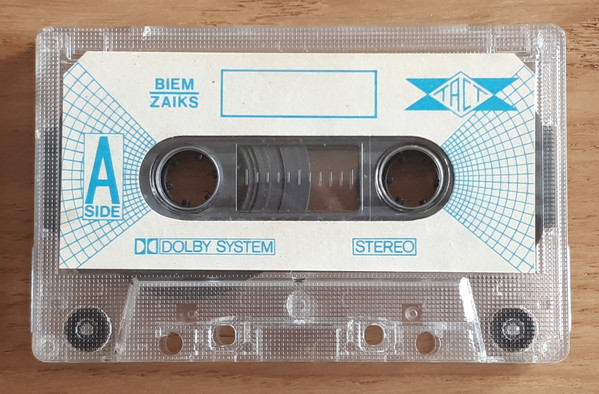 BIEM
ZAIKS
TACT
A
SIDE
DOLBY SYSTEM
STEREO